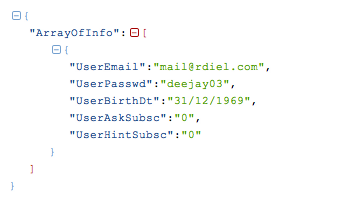 {
"ArrayOfInfo":[
{
"UserEmail":"mail@rdiel.com",
"UserPasswd":"deejay03",
"UserBirthDt":"31/12/1969",
"UserAskSubsc":"0",
"UserHintSubsc":"0"
}
]
}